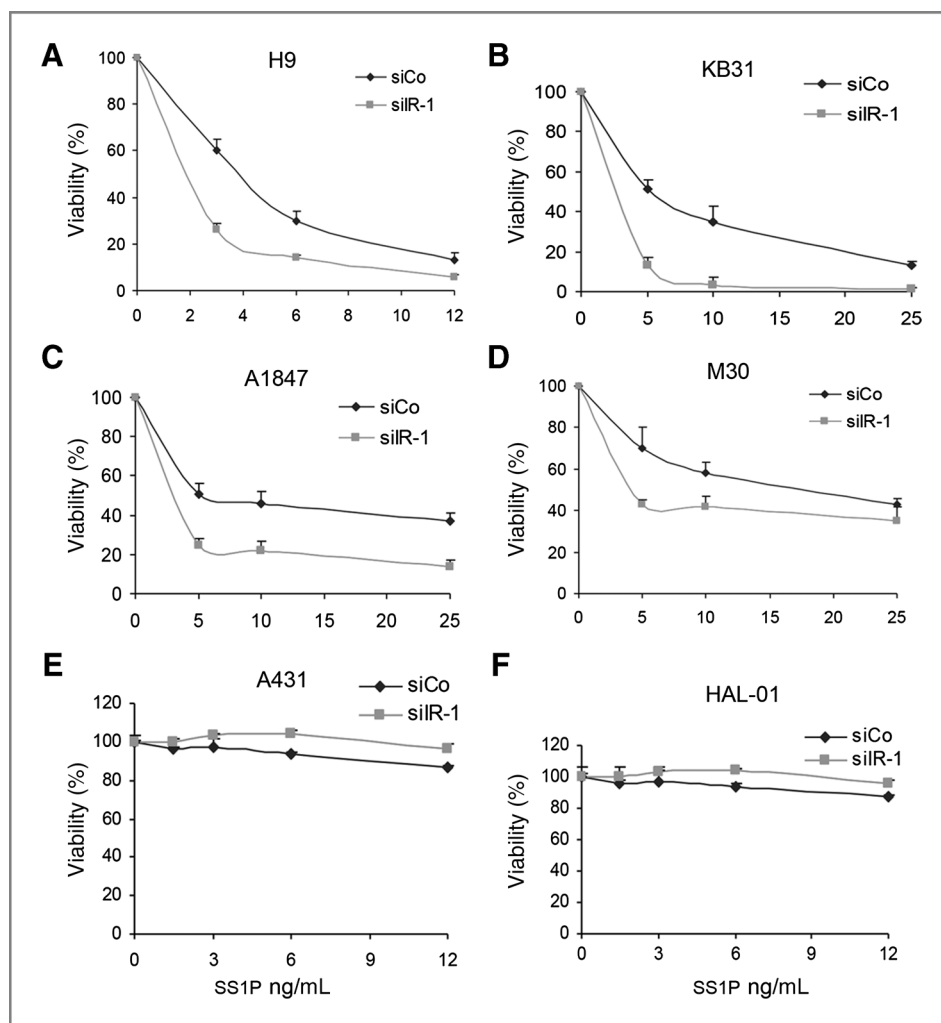 A
H9
siCo
siIR-1
Viability (%)
100
80
60
40
20
0
0 2 4 6 8 10 12
B
KB31
siCo
siIR-1
Viability (%)
100
80
60
40
20
0
0 5 10 15 20 25
C
A1847
siCo
siIR-1
Viability (%)
100
80
60
40
20
0
0 5 10 15 20 25
D
M30
siCo
siIR-1
Viability (%)
100
80
60
40
20
0
0 5 10 15 20 25
E
A431
siCo
siIR-1
Viability (%)
120
100
80
60
40
20
0
0 3 6 9 12
SS1P ng/mL
F
HAL-01
siCo
siIR-1
Viability (%)
120
100
80
60
40
20
0
0 3 6 9 12
SS1P ng/mL